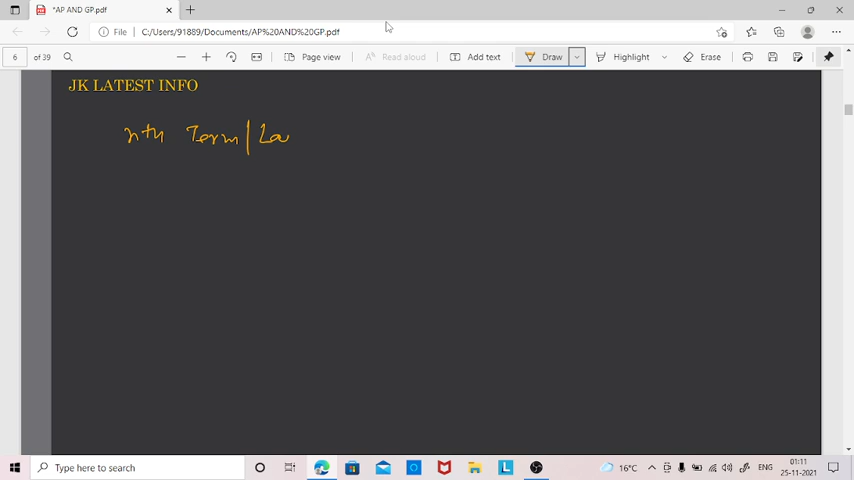 *AP AND GP.pdf
File C:/Users/91889/Documents/AP%20AND%20GP.pdf
6 of 39 Page view Read aloud Add text Draw Highlight Erase
JK LATEST INFO
nth Term | La
Type here to search
16°C ENG 01:11
25-11-2021